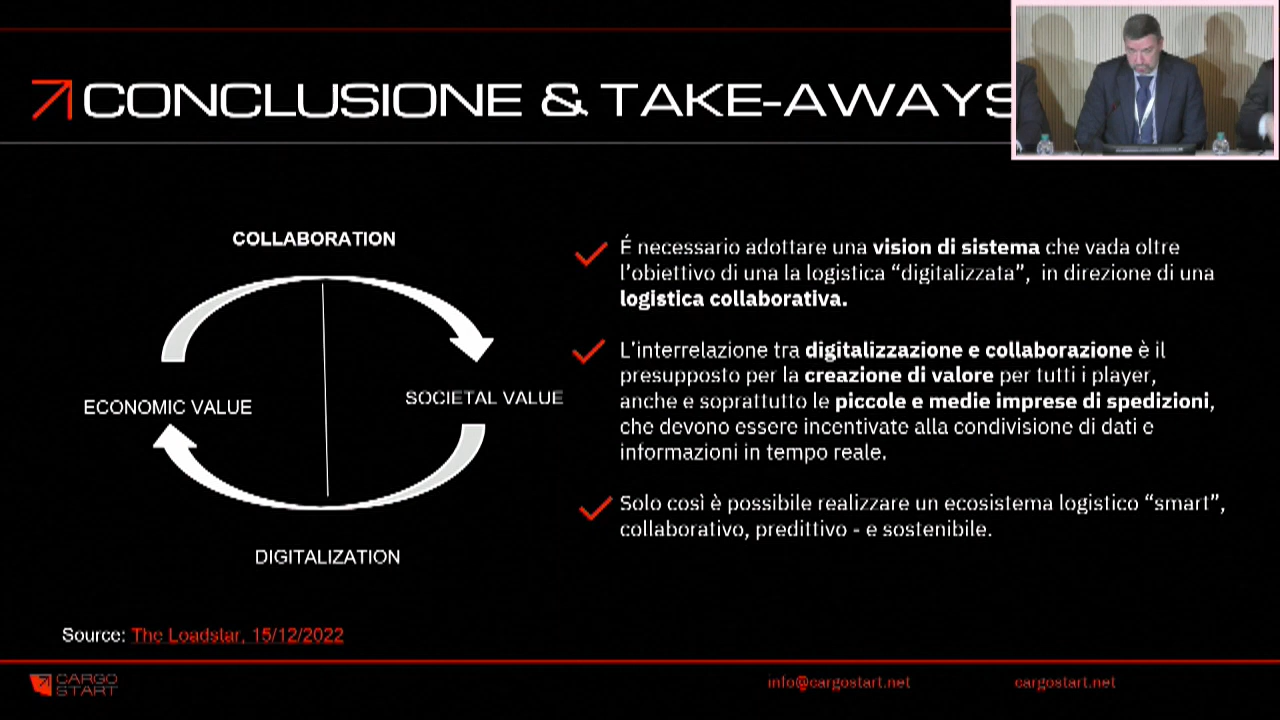 CONCLUSIONE & TAKE-AWAYS
COLLABORATION
ECONOMIC VALUE
SOCIETAL VALUE
DIGITALIZATION
É necessario adottare una vision di sistema che vada oltre
l'obiettivo di una la logistica “digitalizzata”, in direzione di una
logistica collaborativa.
L'interrelazione tra digitalizzazione e collaborazione è il
presupposto per la creazione di valore per tutti i player,
anche e soprattutto le piccole e medie imprese di spedizioni,
che devono essere incentivate alla condivisione di dati e
informazioni in tempo reale.
Solo così è possibile realizzare un ecosistema logistico “smart”,
collaborativo, predittivo - e sostenibile.
Source: The Loadstar, 15/12/2022
CARGO
START
info@cargostart.net
cargostart.net